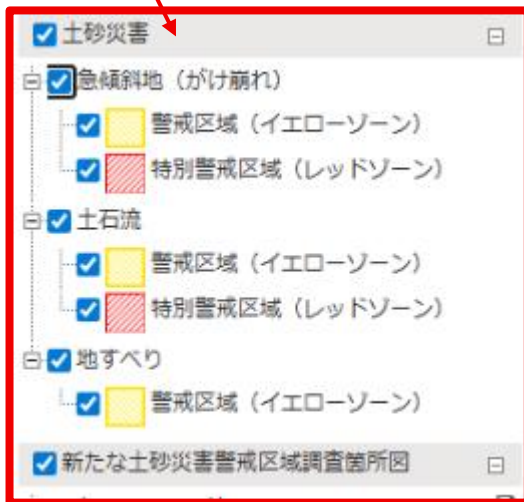 土砂災害
急傾斜地（がけ崩れ）
警戒区域（イエローゾーン）
特別警戒区域（レッドゾーン）
土石流
警戒区域（イエローゾーン）
特別警戒区域（レッドゾーン）
地すべり
警戒区域（イエローゾーン）
新たな土砂災害警戒区域調査箇所図